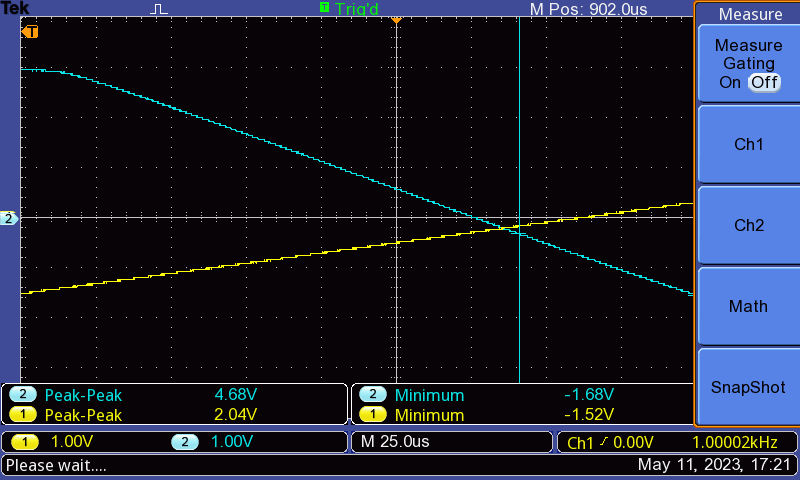 Tek T Trig'd M Pos: 902.0us Measure
T
Measure
Gating
On Off
Ch1
2
Ch2
Math
SnapShot
2 Peak-Peak 4.68V 2 Minimum -1.68V
1 Peak-Peak 2.04V 1 Minimum -1.52V
1 1.00V 2 1.00V M 25.0us Ch1 0.00V 1.00002kHz
Please wait.... May 11, 2023, 17:21